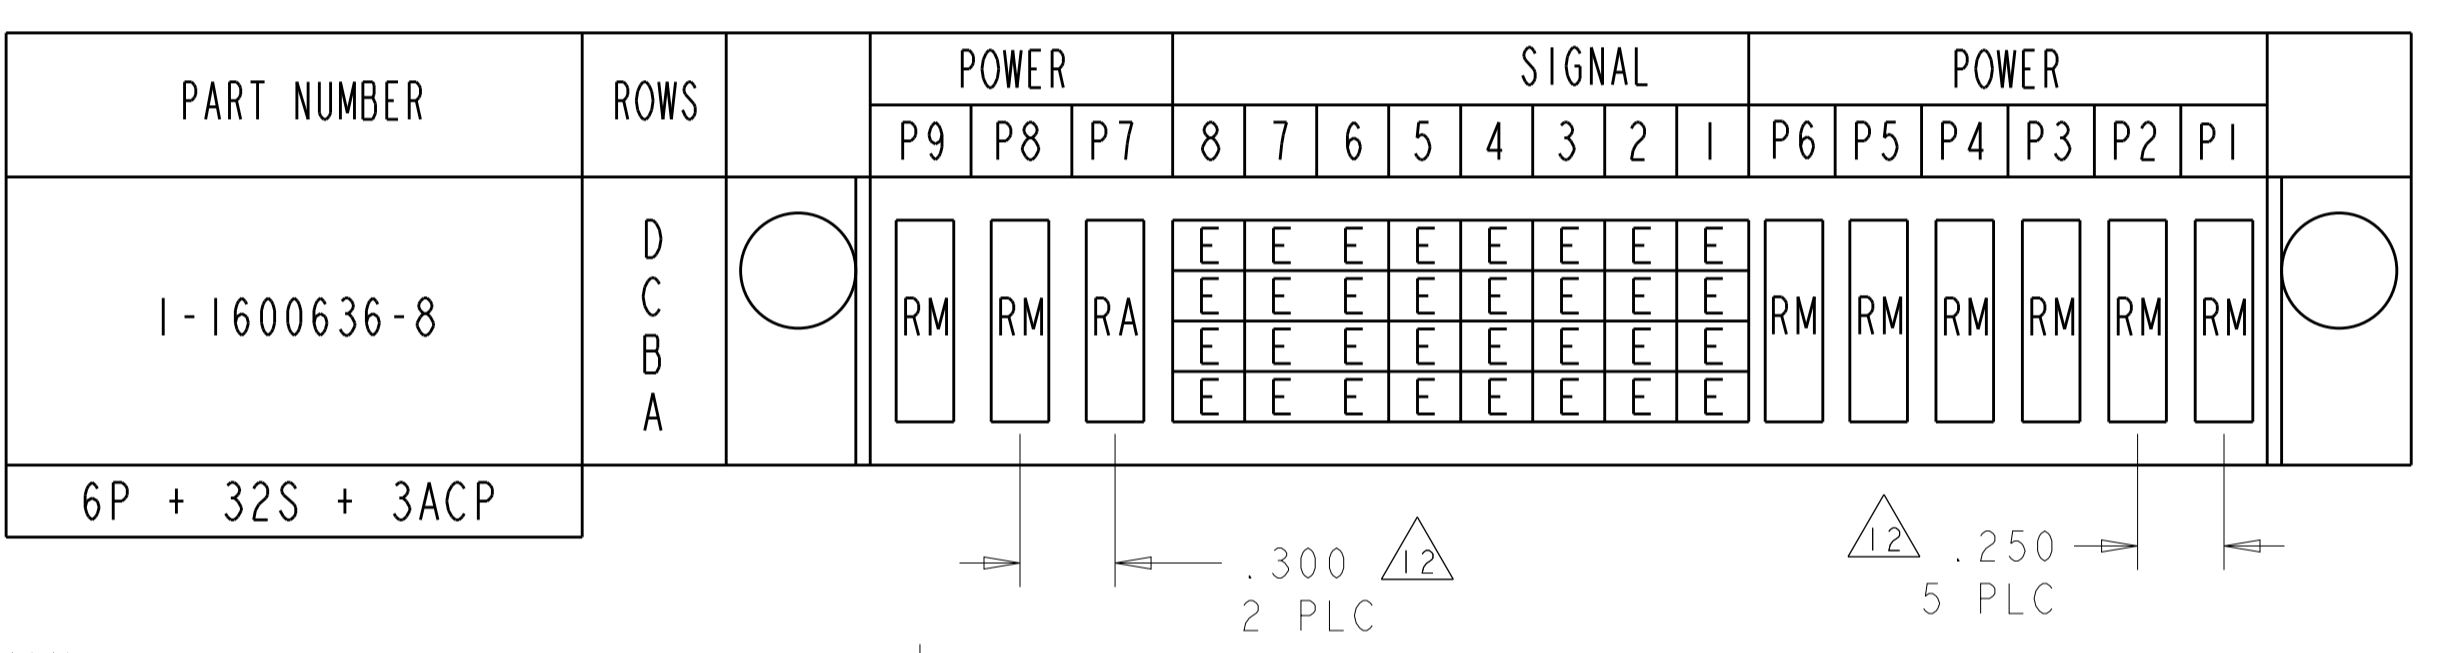 PART NUMBER ROWS POWER SIGNAL POWER
P9 P8 P7 8 7 6 5 4 3 2 1 P6 P5 P4 P3 P2 P1
1-1600636-8
D
C
B
A
RM RM RA
E E E E E E E E
E E E E E E E E
E E E E E E E E
E E E E E E E E
RM RM RM RM RM RM
6P + 32S + 3ACP
.300 12
2 PLC
12 .250
5 PLC